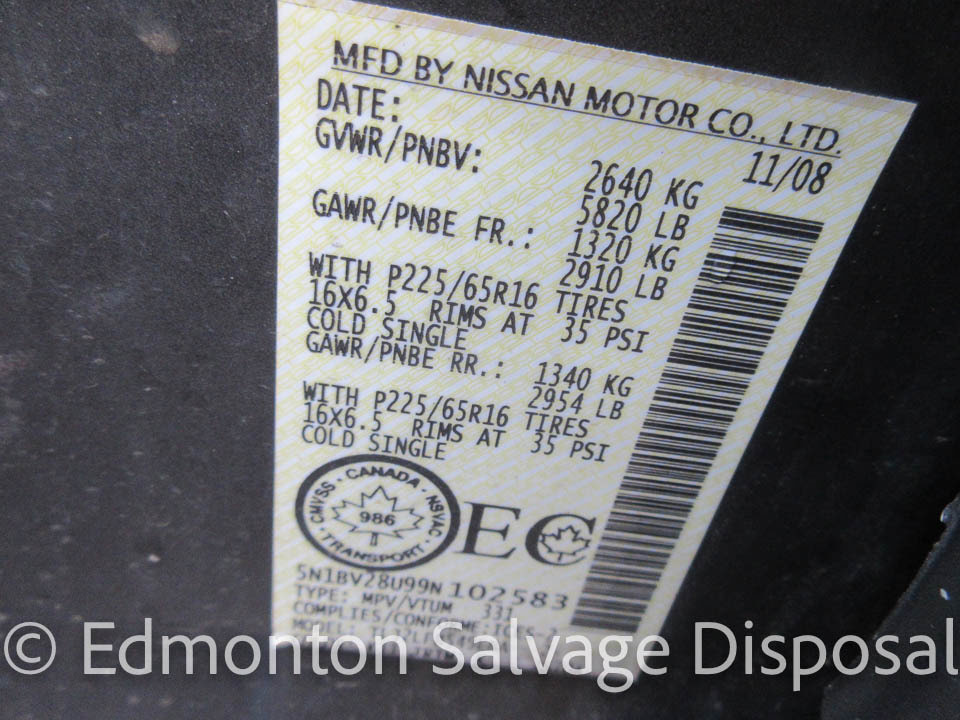 MFD BY NISSAN MOTOR CO., LTD.
DATE: 11/08
GVWR/PNBV: 2640 KG
5820 LB
GAWR/PNBE FR.: 1320 KG
2910 LB
WITH P225/65R16 TIRES
16X6.5 RIMS AT 35 PSI
COLD SINGLE
GAWR/PNBE RR.: 1340 KG
2954 LB
WITH P225/65R16 TIRES
16X6.5 RIMS AT 35 PSI
COLD SINGLE
CMVSS · CANADA · NSVAC
986
· TRANSPORT ·
EC
5N1BV28U99N102583
TYPE: MPV/VTUM 331
COMPLIES/CONFORME:
MODEL:
© Edmonton Salvage Disposal